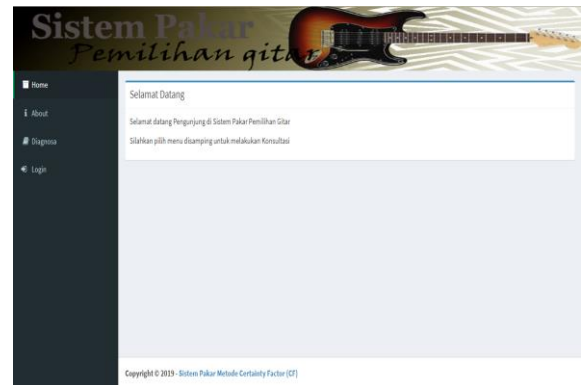 Sistem Pakar
Pemilihan gitar
Home
Selamat Datang
About
Selamat datang Pengunjung di Sistem Pakar Pemilihan Gitar
Diagnosa
Silahkan pilih menu disamping untuk melakukan Konsultasi
Login
Copyright © 2019 - Sistem Pakar Metode Certainty Factor (CF)